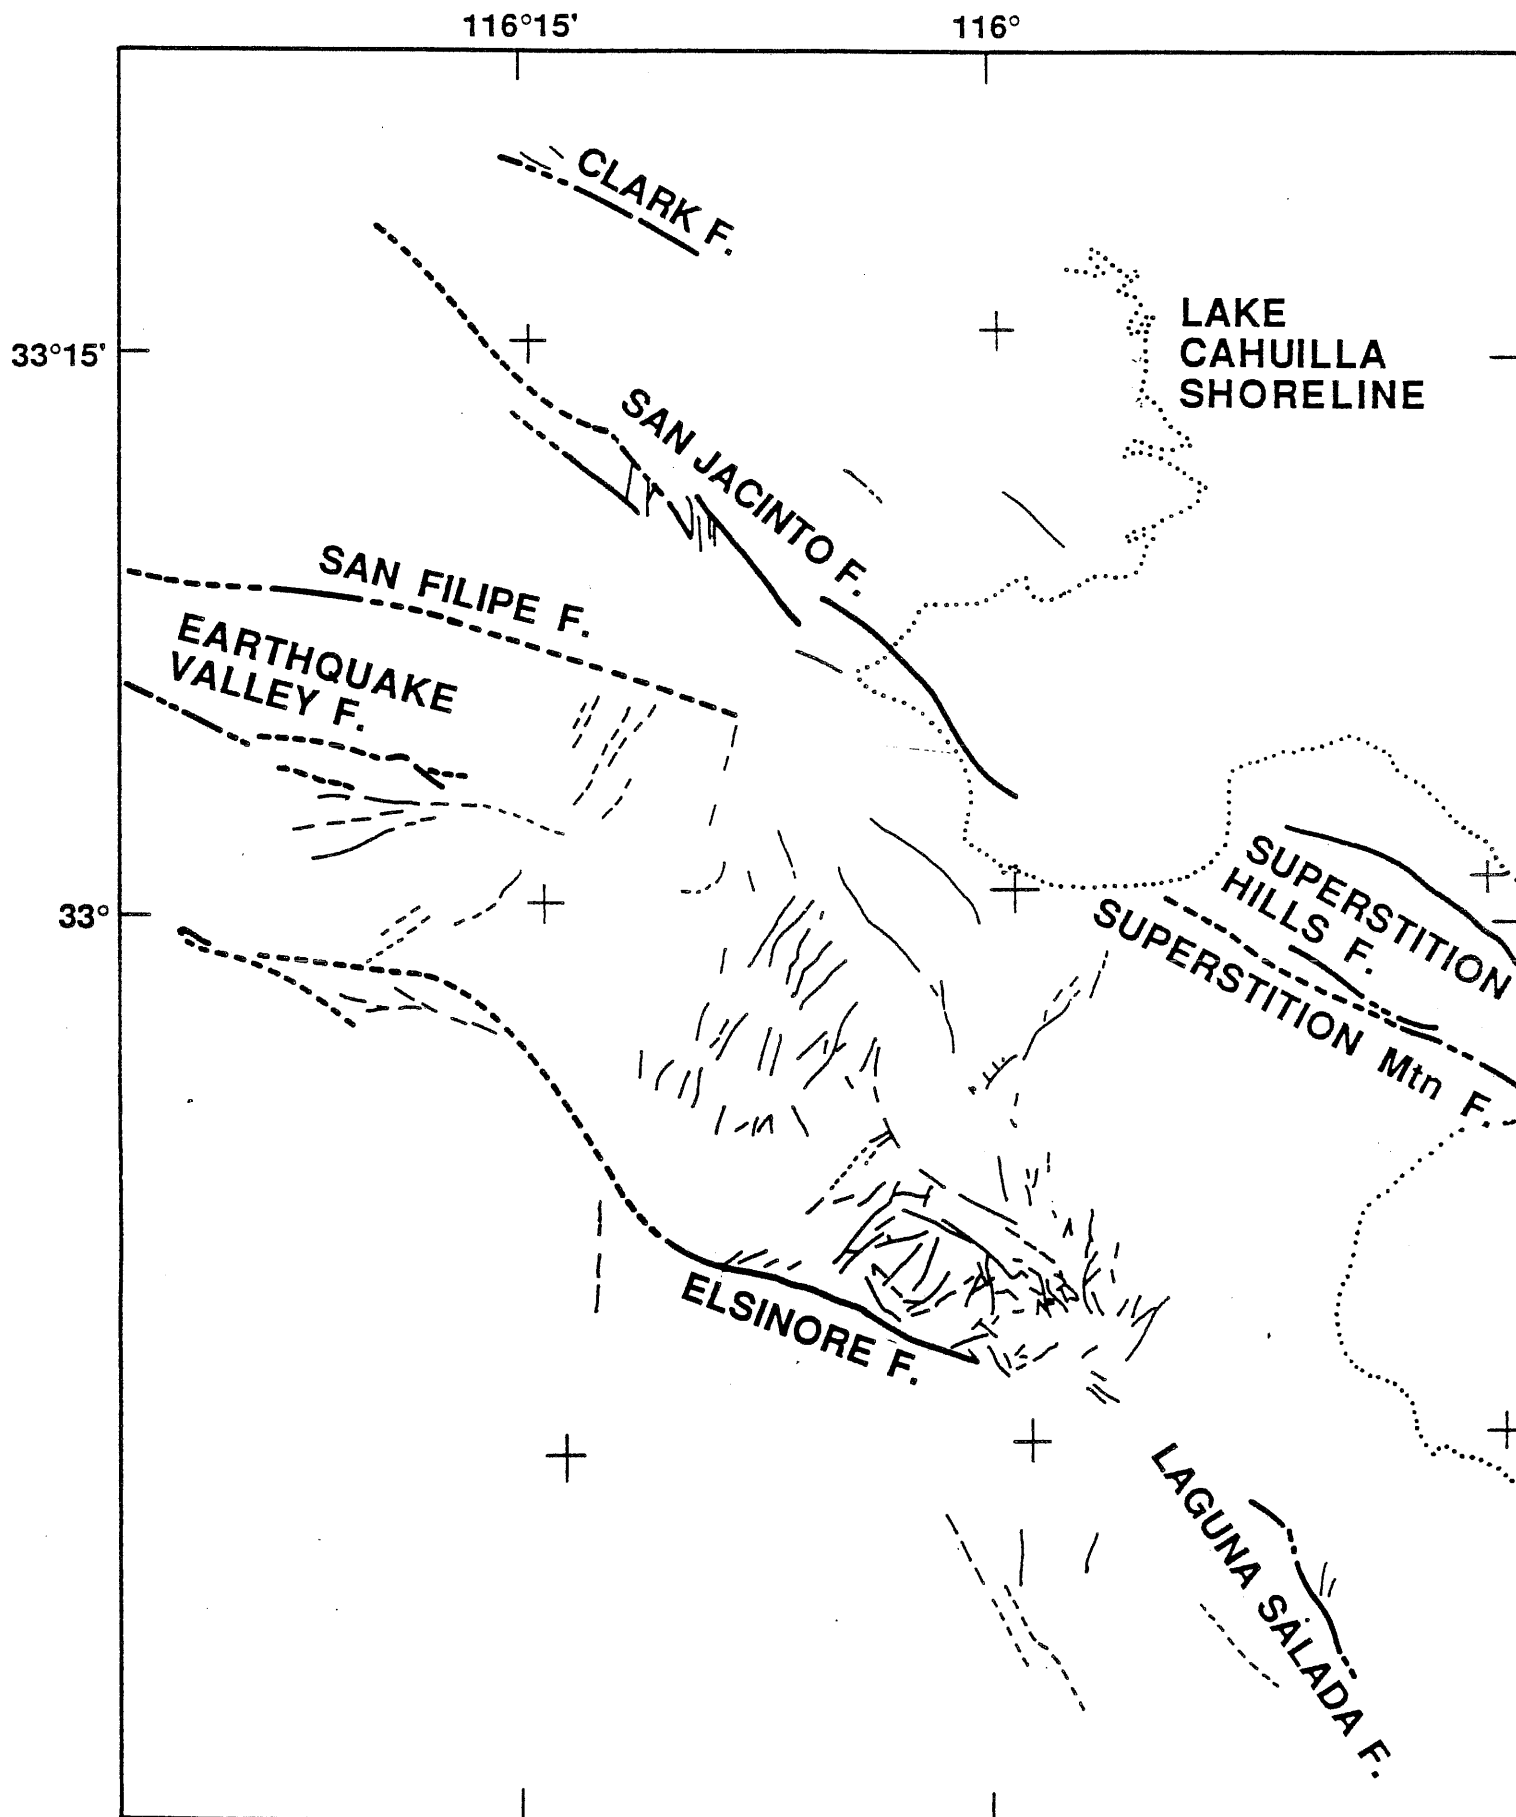 116°15'
116°
CLARK F.
33°15'
LAKE
CAHUILLA
SHORELINE
SAN JACINTO F.
SAN FILIPE F.
EARTHQUAKE
VALLEY F.
33°
SUPERSTITION
HILLS F.
SUPERSTITION Mtn F.
ELSINORE F.
LAGUNA SALADA F.